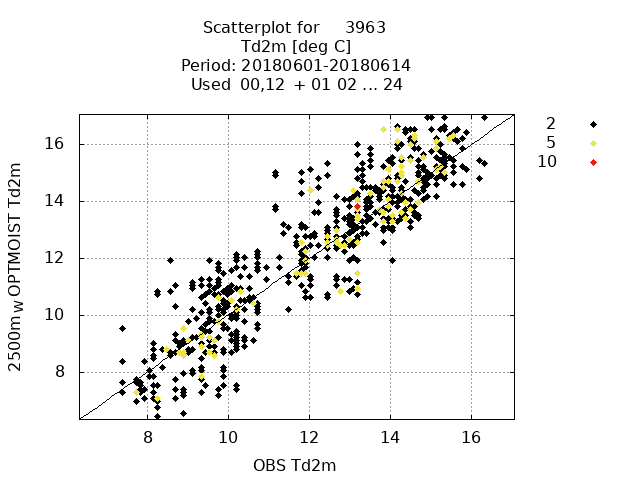 Scatterplot for 3963
Td2m [deg C]
Period: 20180601-20180614
Used 00,12 + 01 02 ... 24
2
5
10
16
14
12
10
8
2500m_W OPTMOIST Td2m
8 10 12 14 16
OBS Td2m